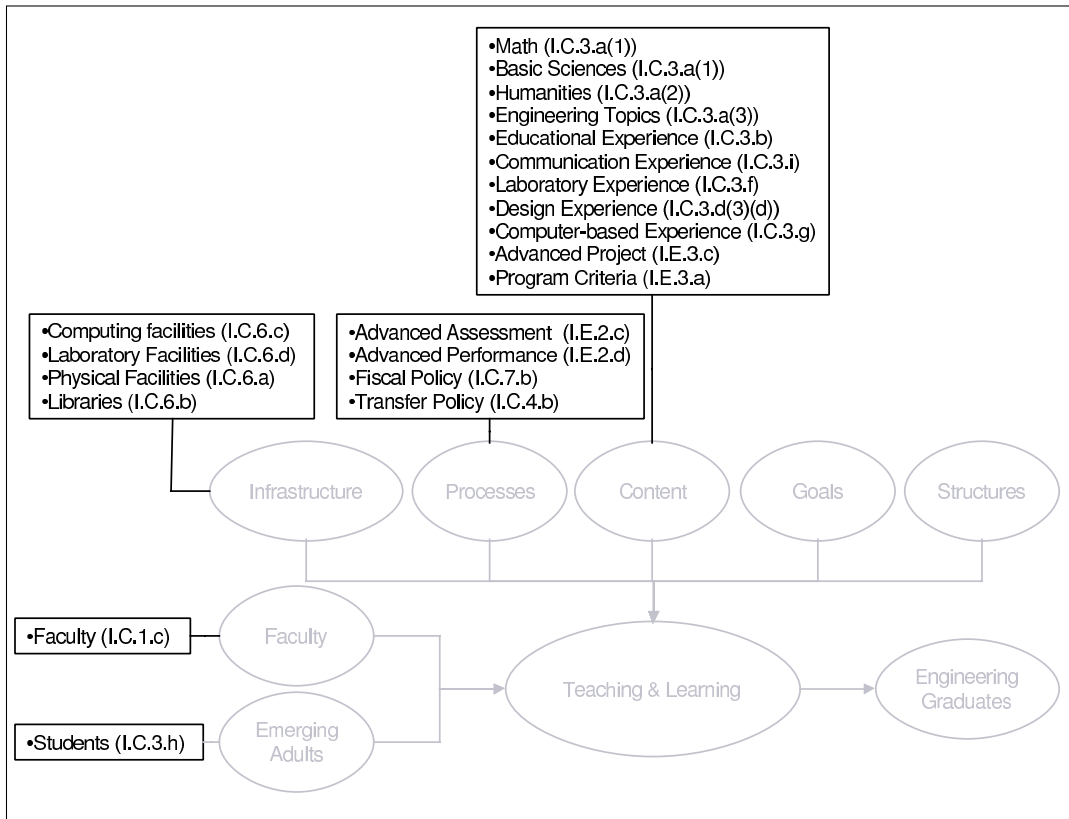 •Math (I.C.3.a(1))
•Basic Sciences (I.C.3.a(1))
•Humanities (I.C.3.a(2))
•Engineering Topics (I.C.3.a(3))
•Educational Experience (I.C.3.b)
•Communication Experience (I.C.3.i)
•Laboratory Experience (I.C.3.f)
•Design Experience (I.C.3.d(3)(d))
•Computer-based Experience (I.C.3.g)
•Advanced Project (I.E.3.c)
•Program Criteria (I.E.3.a)
•Computing facilities (I.C.6.c)
•Laboratory Facilities (I.C.6.d)
•Physical Facilities (I.C.6.a)
•Libraries (I.C.6.b)
•Advanced Assessment (I.E.2.c)
•Advanced Performance (I.E.2.d)
•Fiscal Policy (I.C.7.b)
•Transfer Policy (I.C.4.b)
Infrastructure
Processes
Content
Goals
Structures
•Faculty (I.C.1.c)
Faculty
Teaching & Learning
Engineering
Graduates
•Students (I.C.3.h)
Emerging
Adults